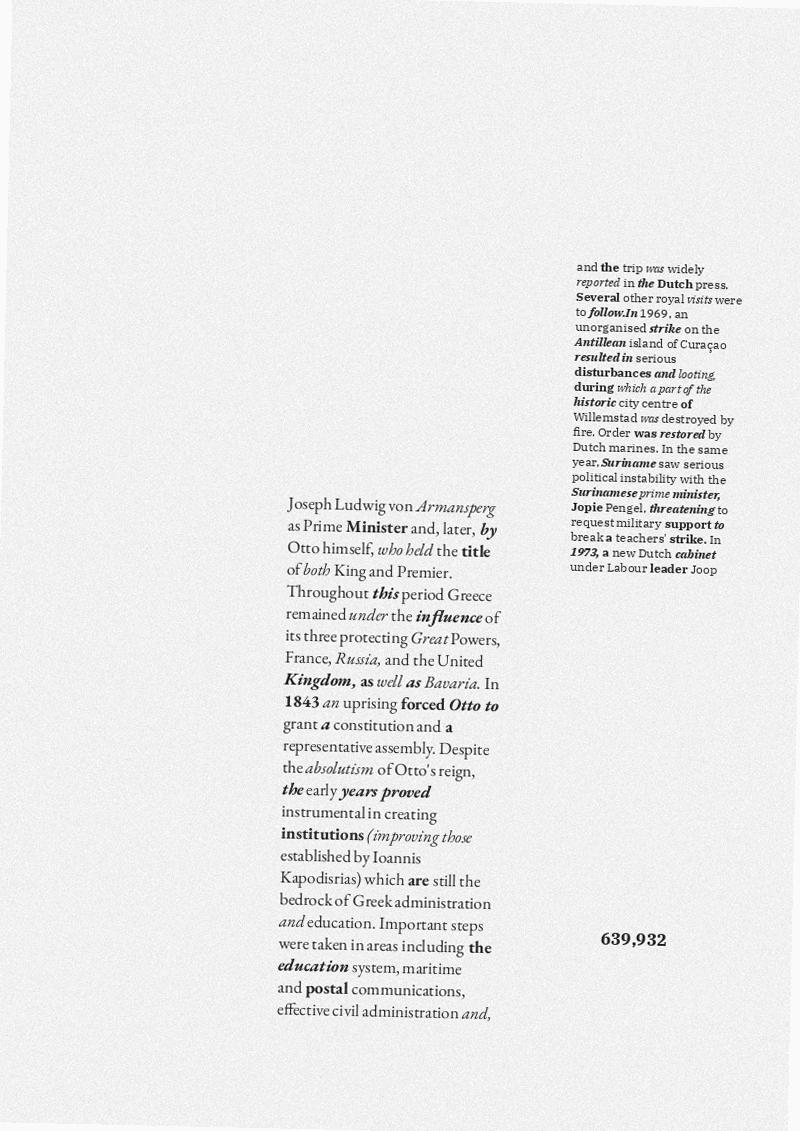 Joseph Ludwig von Armansperg
as Prime Minister and, later, by
Otto himself, who held the title
of both King and Premier.
Throughout this period Greece
remained under the influence of
its three protecting Great Powers,
France, Russia, and the United
Kingdom, as well as Bavaria. In
1843 an uprising forced Otto to
grant a constitution and a
representative assembly. Despite
the absolutism of Otto's reign,
the early years proved
instrumental in creating
institutions (improving those
established by Ioannis
Kapodisrias) which are still the
bedrock of Greek administration
and education. Important steps
were taken in areas including the
education system, maritime
and postal communications,
effective civil administration and,
and the trip was widely
reported in the Dutch press.
Several other royal visits were
to follow.In 1969, an
unorganised strike on the
Antillean island of Curaçao
resulted in serious
disturbances and looting,
during which a part of the
historic city centre of
Willemstad was destroyed by
fire. Order was restored by
Dutch marines. In the same
year, Suriname saw serious
political instability with the
Surinamese prime minister,
Jopie Pengel, threatening to
request military support to
break a teachers' strike. In
1973, a new Dutch cabinet
under Labour leader Joop
639,932